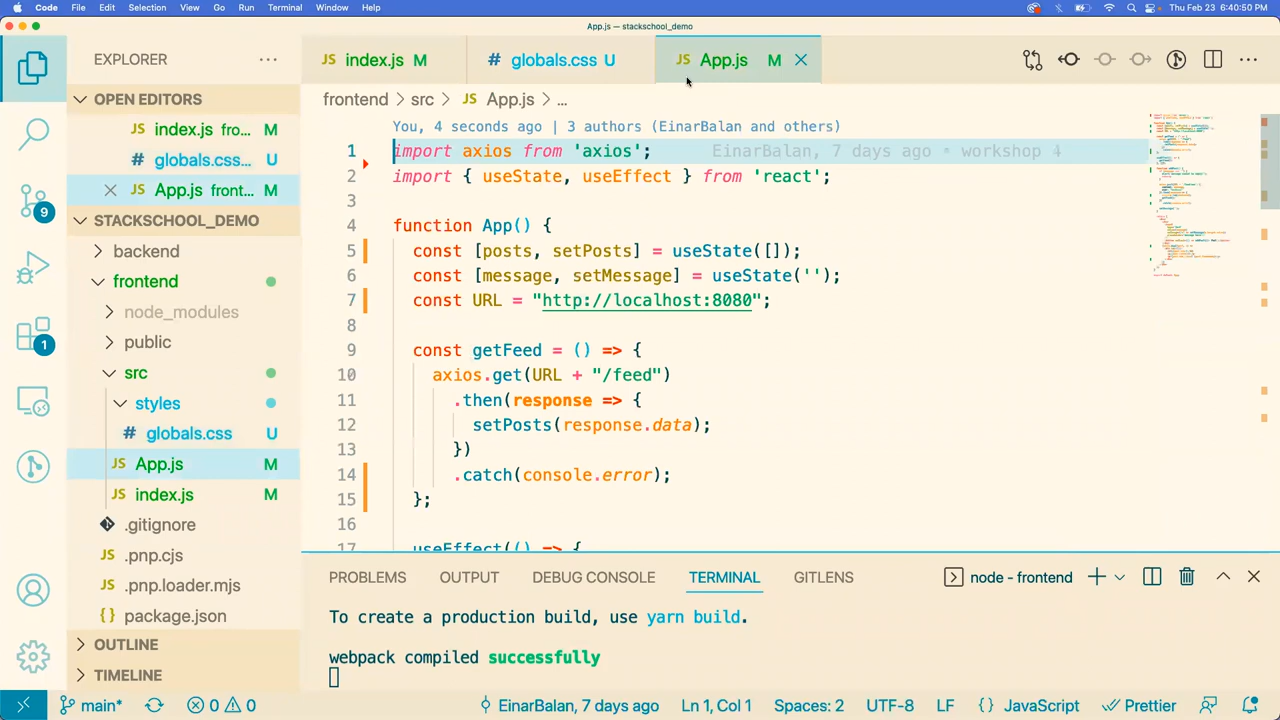 Code File Edit Selection View Go Run Terminal Window Help Thu Feb 23 6:40:50 PM
App.js — stackschool_demo
EXPLORER
OPEN EDITORS
index.js fro... M
globals.css... U
App.js front... M
STACKSCHOOL_DEMO
backend
frontend
node_modules
public
src
styles
globals.css U
App.js M
index.js M
.gitignore
.pnp.cjs
.pnp.loader.mjs
package.json
OUTLINE
TIMELINE
9
1
index.js M globals.css U App.js M
frontend > src > JS App.js > ...
You, 4 seconds ago | 3 authors (EinarBalan and others)
1 import axios from 'axios'; EinarBalan, 7 days ago • workshop 4
2 import { useState, useEffect } from 'react';
3
4 function App() {
5 const [posts, setPosts] = useState([]);
6 const [message, setMessage] = useState('');
7 const URL = "http://localhost:8080";
8
9 const getFeed = () => {
10 axios.get(URL + "/feed")
11 .then(response => {
12 setPosts(response.data);
13 })
14 .catch(console.error);
15 };
16
17 useEffect(() => {
PROBLEMS OUTPUT DEBUG CONSOLE TERMINAL GITLENS node - frontend
To create a production build, use yarn build.
webpack compiled successfully
main* 0 0 EinarBalan, 7 days ago Ln 1, Col 1 Spaces: 2 UTF-8 LF {} JavaScript Prettier